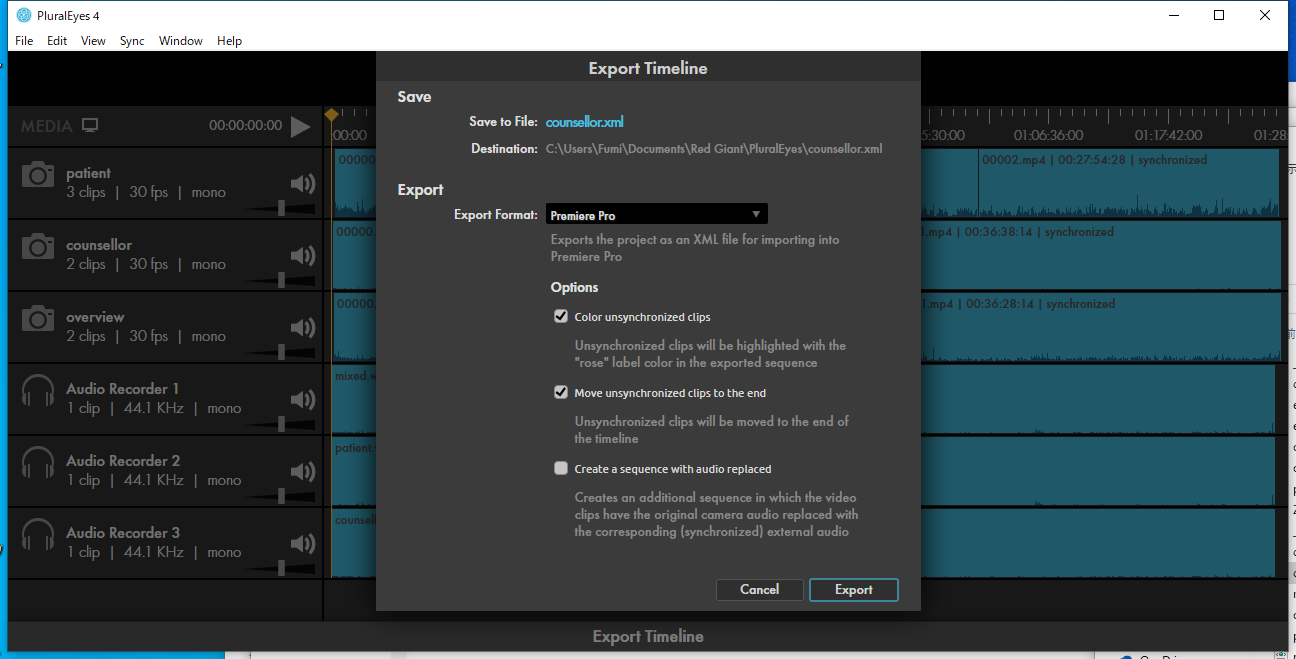 PluralEyes 4
File Edit View Sync Window Help
Export Timeline
Save
Save to File: counsellor.xml
Destination: C:\Users\Fumi\Documents\Red Giant\PluralEyes\counsellor.xml
Export
Export Format: Premiere Pro
Exports the project as an XML file for importing into
Premiere Pro
Options
Color unsynchronized clips
Unsynchronized clips will be highlighted with the
"rose" label color in the exported sequence
Move unsynchronized clips to the end
Unsynchronized clips will be moved to the end of
the timeline
Create a sequence with audio replaced
Creates an additional sequence in which the video
clips have the original camera audio replaced with
the corresponding (synchronized) external audio
Cancel Export
MEDIA 00:00:00:00
:00:00 5:30:00 01:06:36:00 01:17:42:00 01:28
patient
3 clips | 30 fps | mono
00000 00002.mp4 | 00:27:54:28 | synchronized
counsellor
2 clips | 30 fps | mono
00000. 1.mp4 | 00:36:38:14 | synchronized
overview
2 clips | 30 fps | mono
00000. 1.mp4 | 00:36:28:14 | synchronized
Audio Recorder 1
1 clip | 44.1 KHz | mono
mixed.w
Audio Recorder 2
1 clip | 44.1 KHz | mono
patient.
Audio Recorder 3
1 clip | 44.1 KHz | mono
counsell
Export Timeline